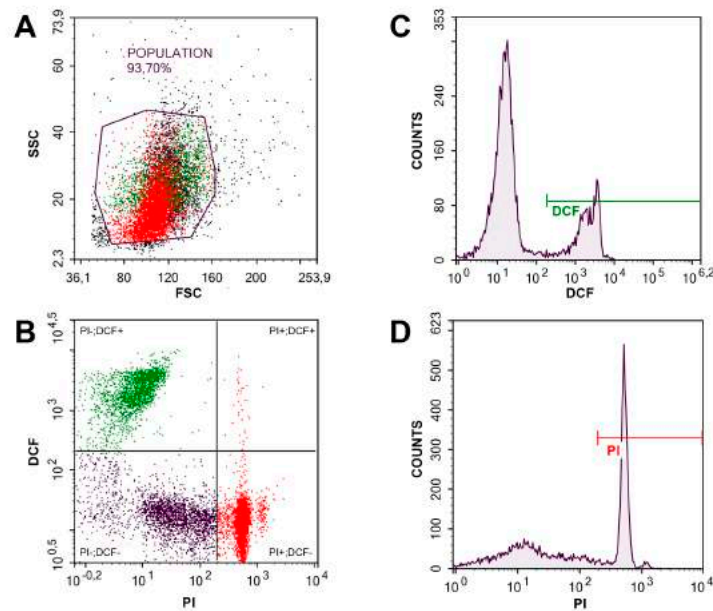 A
73,9
60
40
20
2,3
SSC
POPULATION
93,70%
36,1 80 120 160 200 253,9
FSC
B
10^4,5
10^3
10^2
10^0,5
DCF
PI-;DCF+
PI+;DCF+
PI-;DCF-
PI+;DCF-
10^-0,2 10^1 10^2 10^3 10^4
PI
C
353
240
160
80
0
COUNTS
DCF
10^0 10^1 10^2 10^3 10^4 10^5 10^6,2
DCF
D
623
500
400
300
200
100
0
COUNTS
PI
10^0 10^1 10^2 10^3 10^4
PI